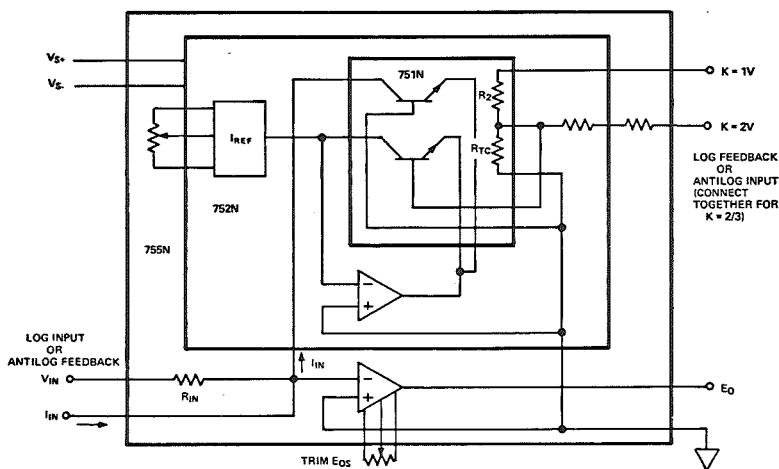 V_S+
V_S-
751N
R_2
R_TC
K = 1V
K = 2V
I_REF
LOG FEEDBACK
OR
ANTILOG INPUT
(CONNECT
TOGETHER FOR
K = 2/3)
752N
755N
LOG INPUT
OR
ANTILOG FEEDBACK
V_IN
R_IN
I_IN
I_IN
E_O
TRIM E_OS
−
+
−
+